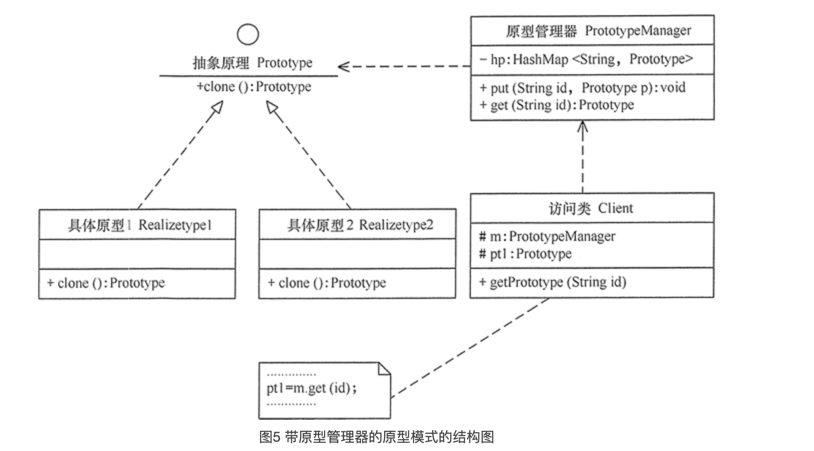 抽象原理 Prototype
+clone ():Prototype
原型管理器 PrototypeManager
- hp:HashMap <String, Prototype>
+ put (String id, Prototype p):void
+ get (String id):Prototype
具体原型1 Realizetype1
+ clone ():Prototype
具体原型2 Realizetype2
+ clone ():Prototype
访问类 Client
# m:PrototypeManager
# pt1:Prototype
+ getPrototype (String id)
..............
pt1=m.get (id);
..............
图5 带原型管理器的原型模式的结构图